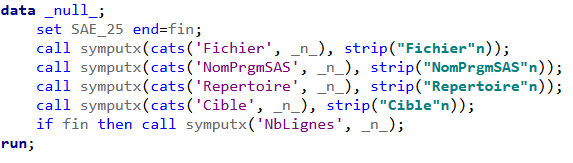 data _null_;
set SAE_25 end=fin;
call symputx(cats('Fichier', _n_), strip("Fichier"n));
call symputx(cats('NomPrgmSAS', _n_), strip("NomPrgmSAS"n));
call symputx(cats('Repertoire', _n_), strip("Repertoire"n));
call symputx(cats('Cible', _n_), strip("Cible"n));
if fin then call symputx('NbLignes', _n_);
run;